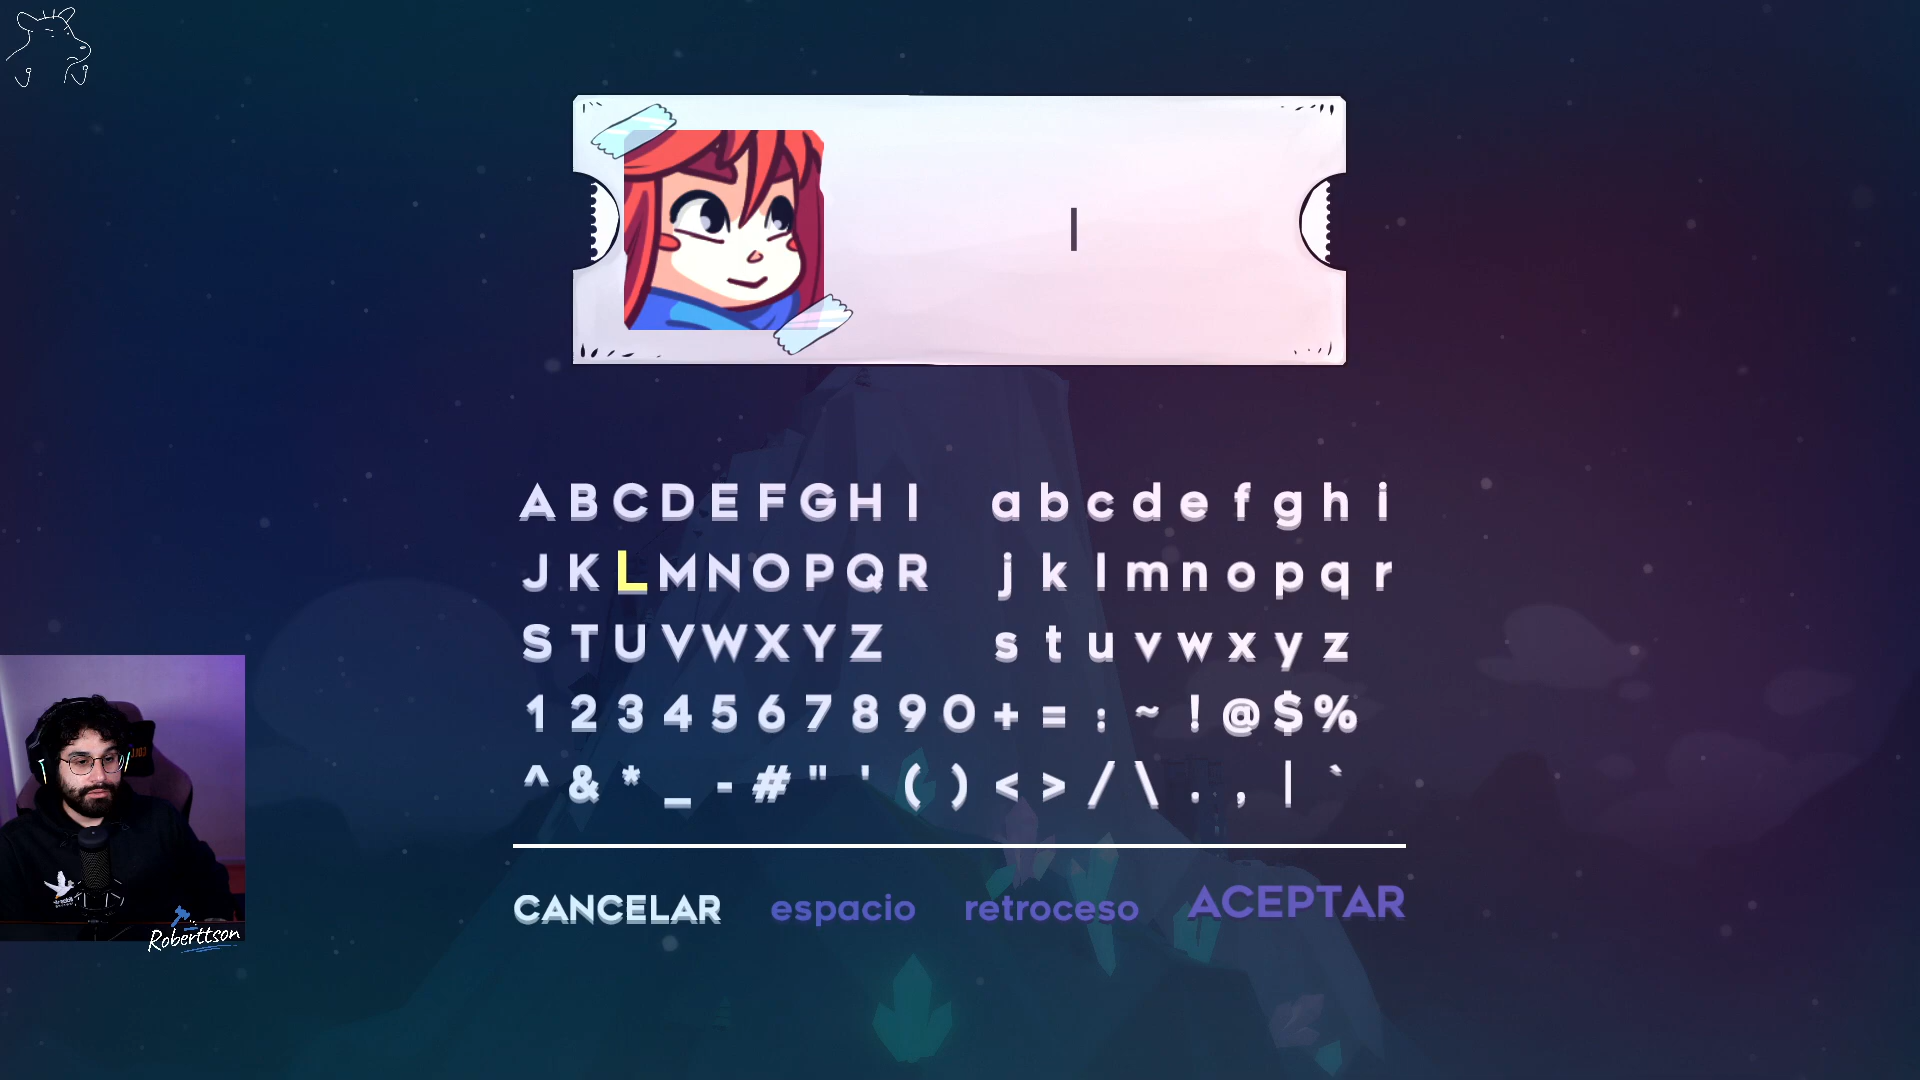 ABCDEFGHI abcdefghi
JKLMNOPQR jklmnopqr
STUVWXYZ stuvwxyz
1234567890+=:~!@$%
^&*_-#"'()<>/\.,|`
CANCELAR espacio retroceso ACEPTAR
Roberttson